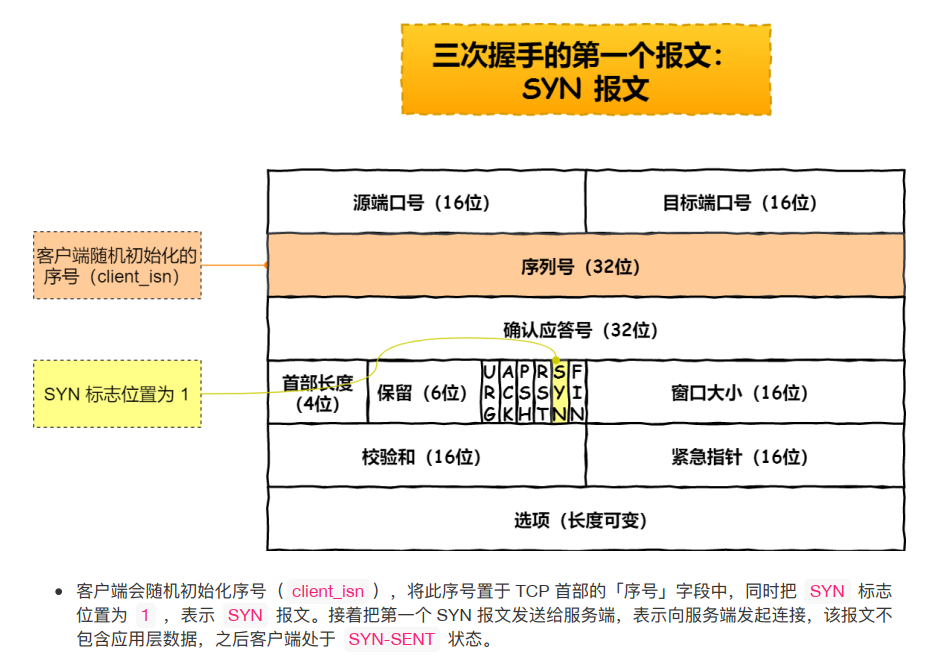 三次握手的第一个报文：
SYN 报文
源端口号（16位）
目标端口号（16位）
客户端随机初始化的
序号（client_isn）
序列号（32位）
确认应答号（32位）
SYN 标志位置为 1
首部长度
（4位）
保留（6位）
URG
ACK
PSH
RST
SYN
FIN
窗口大小（16位）
校验和（16位）
紧急指针（16位）
选项（长度可变）
• 客户端会随机初始化序号（ client_isn ），将此序号置于 TCP 首部的「序号」字段中，同时把 SYN 标志
位置为 1 ，表示 SYN 报文。接着把第一个 SYN 报文发送给服务端，表示向服务端发起连接，该报文不
包含应用层数据，之后客户端处于 SYN-SENT 状态。